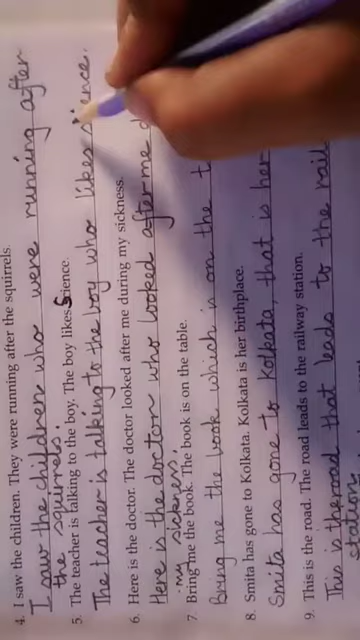 4. I saw the children. They were running after the squirrels
I saw the children who were running after
the squirrels.
5. The teacher is talking to the boy. The boy likes Science.
The teacher is talking to the boy who likes science.
6. Here is the doctor. The doctor looked after me during my sickness.
Here is the doctor who looked after me d
my sickness.
7. Bring me the book. The book is on the table.
Bring me the book which is on the t
8. Smita has gone to Kolkata. Kolkata is her birthplace.
Smita has gone to Kolkata, that is her
9. This is the road. The road leads to the railway station.
This is the road that leads to the rail
station